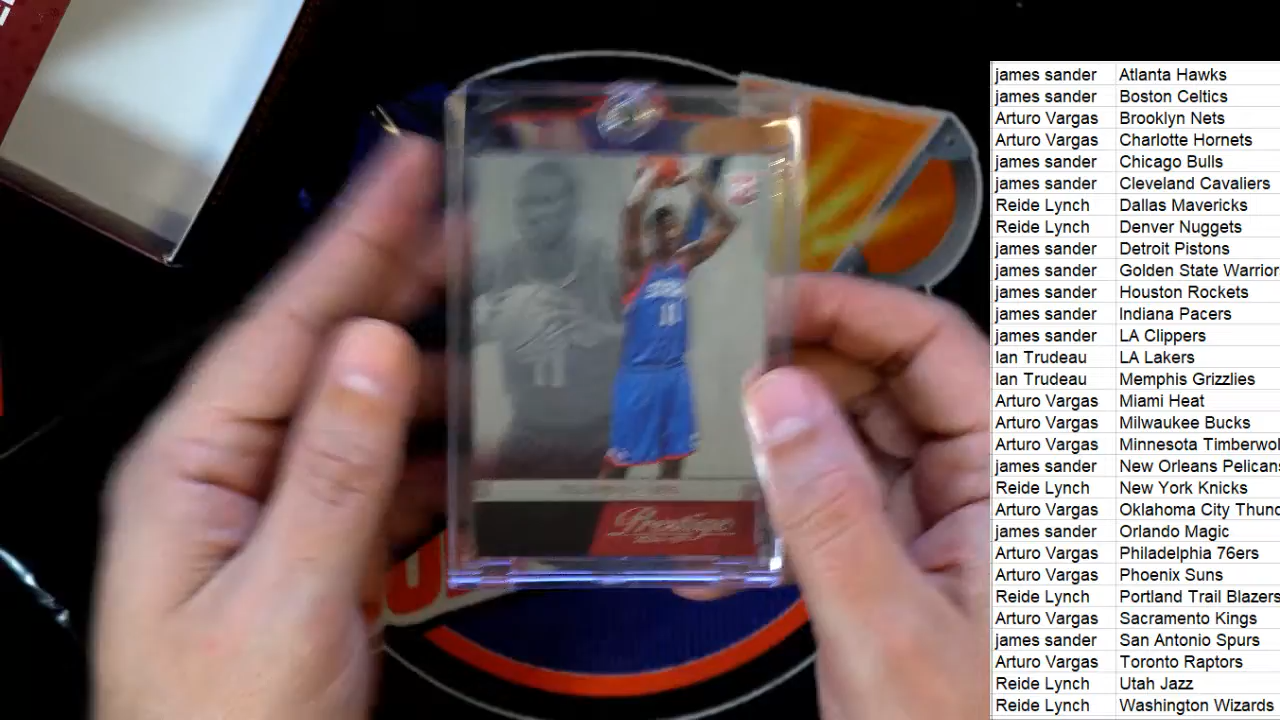 james sander Atlanta Hawks
james sander Boston Celtics
Arturo Vargas Brooklyn Nets
Arturo Vargas Charlotte Hornets
james sander Chicago Bulls
james sander Cleveland Cavaliers
Reide Lynch Dallas Mavericks
Reide Lynch Denver Nuggets
james sander Detroit Pistons
james sander Golden State Warrior
james sander Houston Rockets
james sander Indiana Pacers
james sander LA Clippers
Ian Trudeau LA Lakers
Ian Trudeau Memphis Grizzlies
Arturo Vargas Miami Heat
Arturo Vargas Milwaukee Bucks
Arturo Vargas Minnesota Timberwol
james sander New Orleans Pelicans
Reide Lynch New York Knicks
Arturo Vargas Oklahoma City Thund
james sander Orlando Magic
Arturo Vargas Philadelphia 76ers
Arturo Vargas Phoenix Suns
Reide Lynch Portland Trail Blazers
Arturo Vargas Sacramento Kings
james sander San Antonio Spurs
Arturo Vargas Toronto Raptors
Reide Lynch Utah Jazz
Reide Lynch Washington Wizards
Prestige